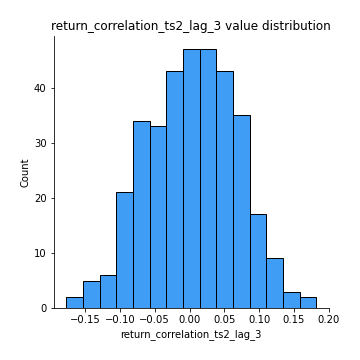 return_correlation_ts2_lag_3 value distribution
Count
40
30
20
10
0
−0.15 −0.10 −0.05 0.00 0.05 0.10 0.15 0.20
return_correlation_ts2_lag_3